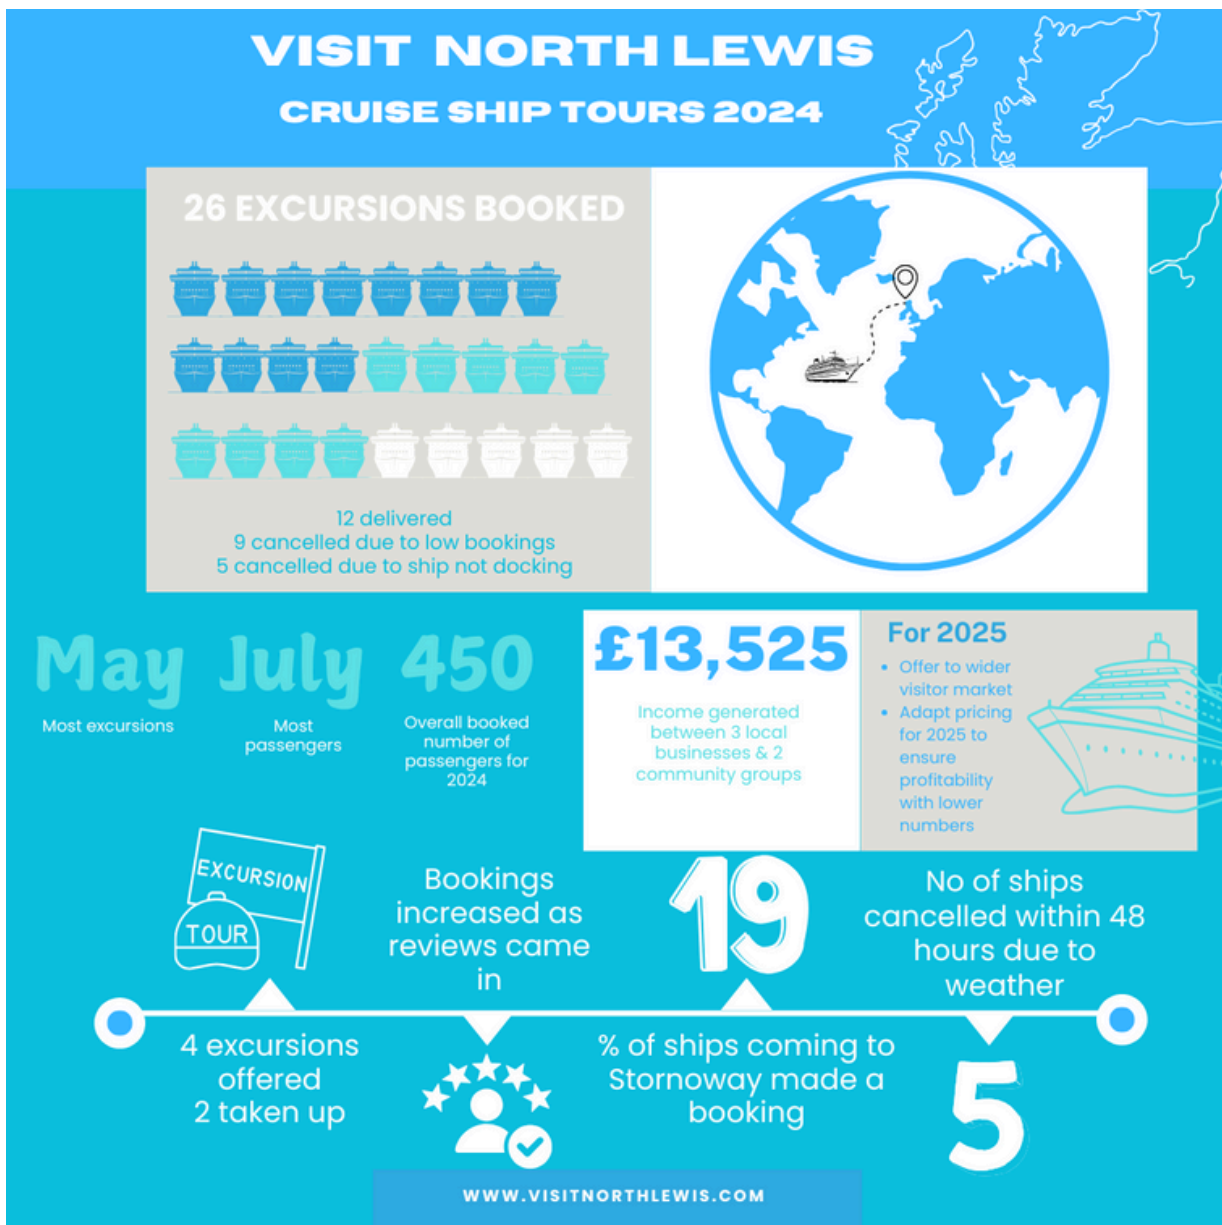 VISIT NORTH LEWIS
CRUISE SHIP TOURS 2024
26 EXCURSIONS BOOKED
12 delivered
9 cancelled due to low bookings
5 cancelled due to ship not docking
May
Most excursions
July
Most
passengers
450
Overall booked
number of
passengers for
2024
£13,525
Income generated
between 3 local
businesses & 2
community groups
For 2025
• Offer to wider
visitor market
• Adapt pricing
for 2025 to
ensure
profitability
with lower
numbers
EXCURSION
TOUR
4 excursions
offered
2 taken up
Bookings
increased as
reviews came
in
19
% of ships coming to
Stornoway made a
booking
No of ships
cancelled within 48
hours due to
weather
5
WWW.VISITNORTHLEWIS.COM